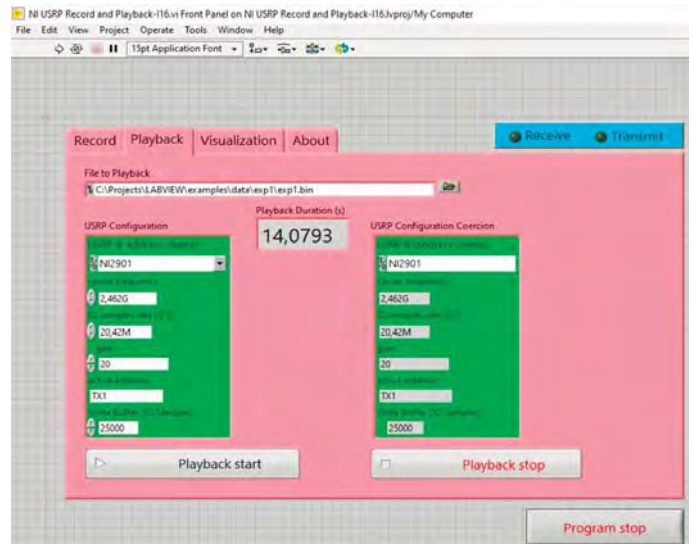 NI USRP Record and Playback-I16.vi Front Panel on NI USRP Record and Playback-I16.lvproj/My Computer
File Edit View Project Operate Tools Window Help
15pt Application Font
Record Playback Visualization About
Receive Transmit
File to Playback
C:\Projects\LABVIEW\examples\data\exp1\exp1.bin
Playback Duration (s)
14,0793
USRP Configuration
NI2901
2,462G
20,42M
20
TX1
25000
USRP Configuration Coercion
NI2901
2,462G
20,42M
20
TX1
25000
Playback start
Playback stop
Program stop